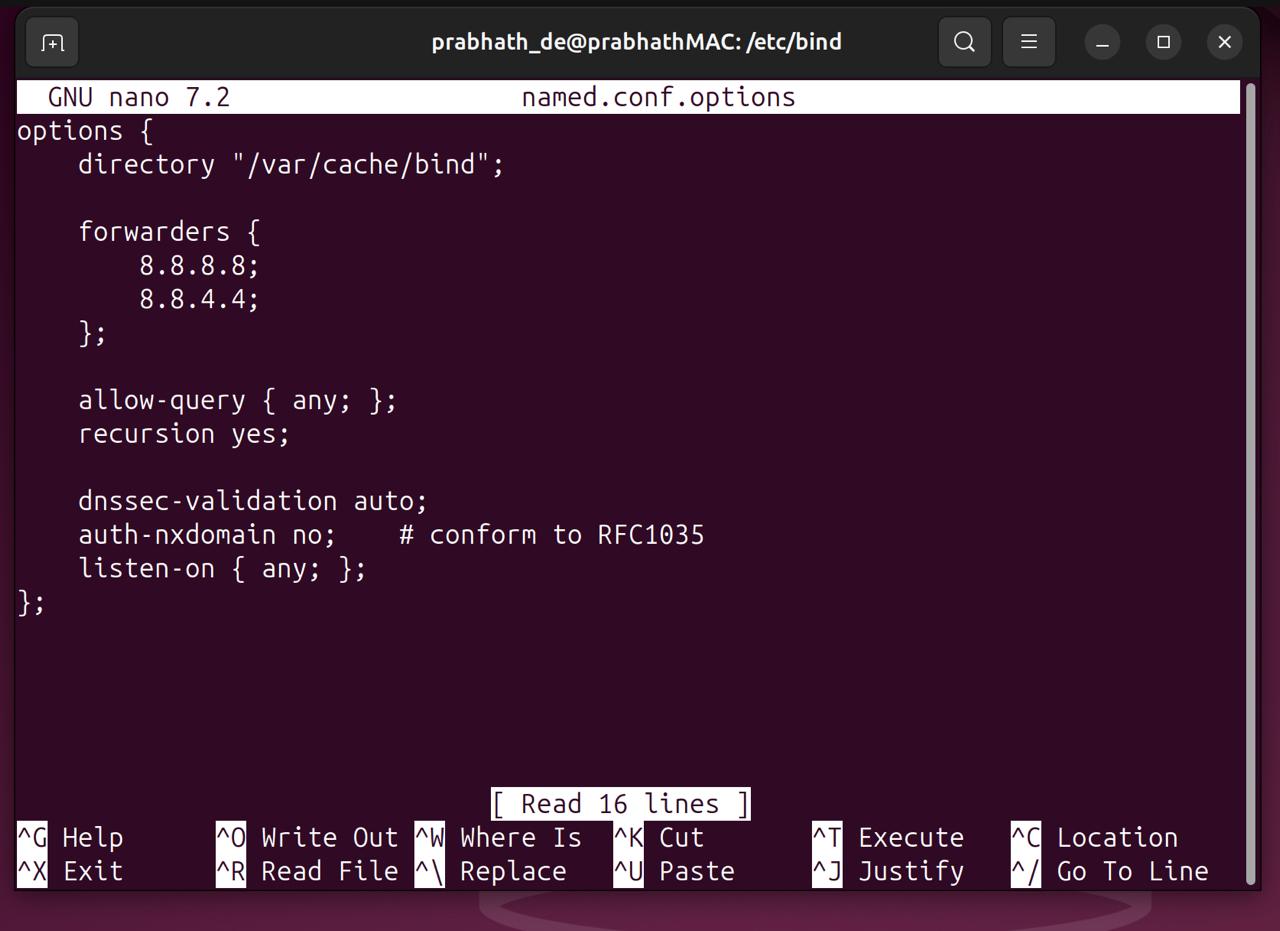 prabhath_de@prabhathMAC: /etc/bind
GNU nano 7.2 named.conf.options
options {
    directory "/var/cache/bind";

    forwarders {
        8.8.8.8;
        8.8.4.4;
    };

    allow-query { any; };
    recursion yes;

    dnssec-validation auto;
    auth-nxdomain no;    # conform to RFC1035
    listen-on { any; };
};
[ Read 16 lines ]
^G Help ^O Write Out ^W Where Is ^K Cut ^T Execute ^C Location
^X Exit ^R Read File ^\ Replace ^U Paste ^J Justify ^/ Go To Line